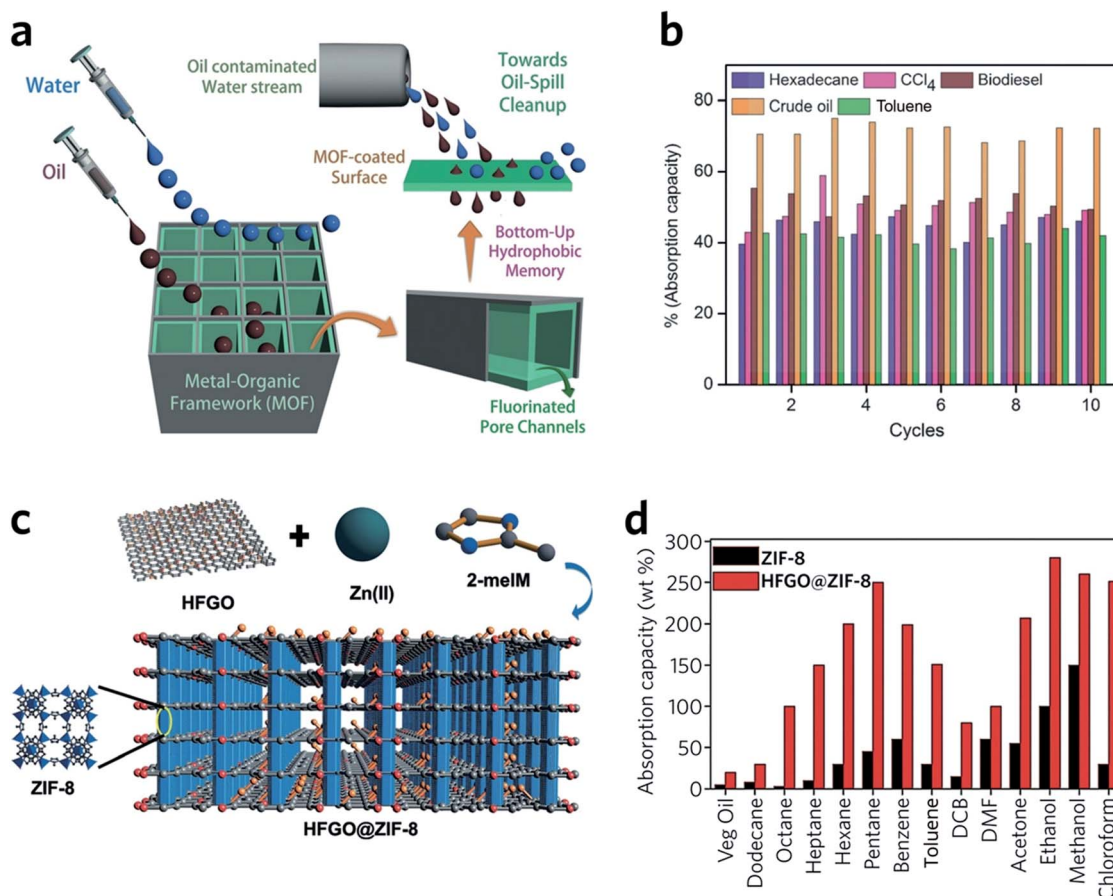 a
Water
Oil
Oil contaminated
Water stream
Towards
Oil-Spill
Cleanup
MOF-coated
Surface
Bottom-Up
Hydrophobic
Memory
Metal-Organic
Framework (MOF)
Fluorinated
Pore Channels
b
Hexadecane
CCl4
Biodiesel
Crude oil
Toluene
% (Absorption capacity)
80
60
40
20
0
2
4
6
8
10
Cycles
c
HFGO
+
Zn(II)
2-meIM
ZIF-8
HFGO@ZIF-8
d
ZIF-8
HFGO@ZIF-8
Absorption capacity (wt %)
300
250
200
150
100
50
0
Veg Oil
Dodecane
Octane
Heptane
Hexane
Pentane
Benzene
Toluene
DCB
DMF
Acetone
Ethanol
Methanol
Chloroform